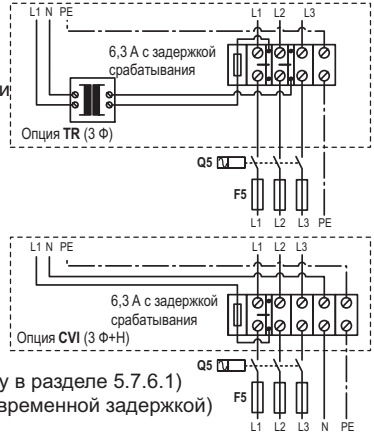 L1 N PE L1 L2 L3
6,3 А с задержкой
срабатывания
и
Опция TR (3 Ф)
Q5
F5
L1 L2 L3 PE
L1 N PE L1 L2 L3
6,3 А с задержкой
срабатывания
Опция CVI (3 Ф+Н)
Q5
у в разделе 5.7.6.1)
временной задержкой)
F5
L1 L2 L3 N PE